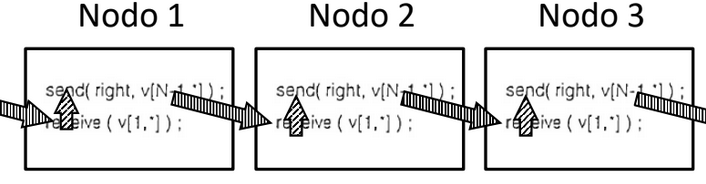 Nodo 1
send( right, v[N-1,*] ) ;
receive ( v[1,*] ) ;
Nodo 2
send( right, v[N-1,*] ) ;
receive ( v[1,*] ) ;
Nodo 3
send( right, v[N-1,*] ) ;
receive ( v[1,*] ) ;